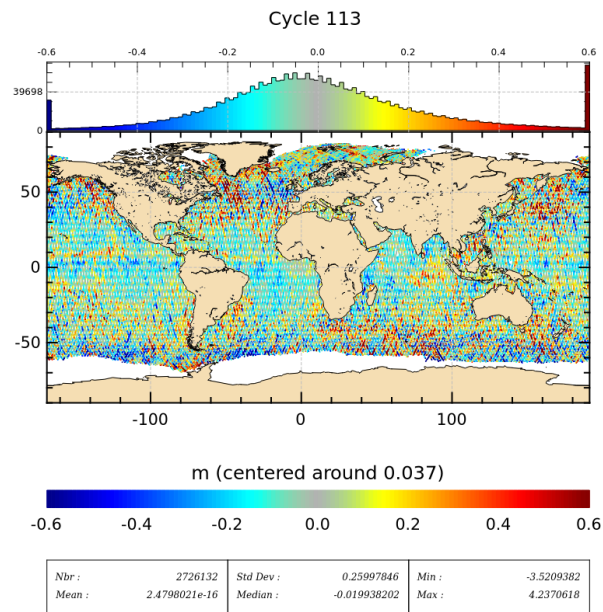 Cycle 113
-0.6 -0.4 -0.2 0.0 0.2 0.4 0.6
39698
0
50
0
-50
-100 0 100
m (centered around 0.037)
-0.6 -0.4 -0.2 0.0 0.2 0.4 0.6
Nbr : 2726132 Std Dev : 0.25997846 Min : -3.5209382
Mean : 2.4798021e-16 Median : -0.019938202 Max : 4.2370618